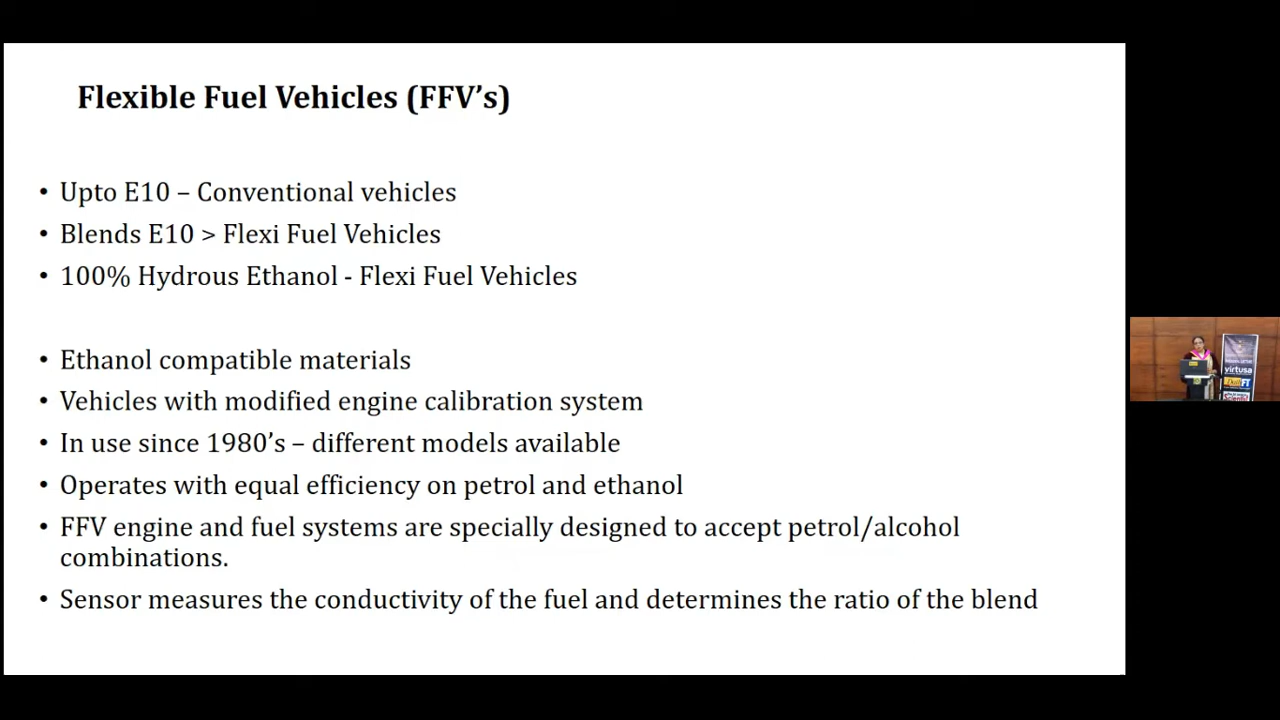 Flexible Fuel Vehicles (FFV’s)
• Upto E10 – Conventional vehicles
• Blends E10 > Flexi Fuel Vehicles
• 100% Hydrous Ethanol - Flexi Fuel Vehicles
• Ethanol compatible materials
• Vehicles with modified engine calibration system
• In use since 1980’s – different models available
• Operates with equal efficiency on petrol and ethanol
• FFV engine and fuel systems are specially designed to accept petrol/alcohol
combinations.
• Sensor measures the conductivity of the fuel and determines the ratio of the blend
virtusa